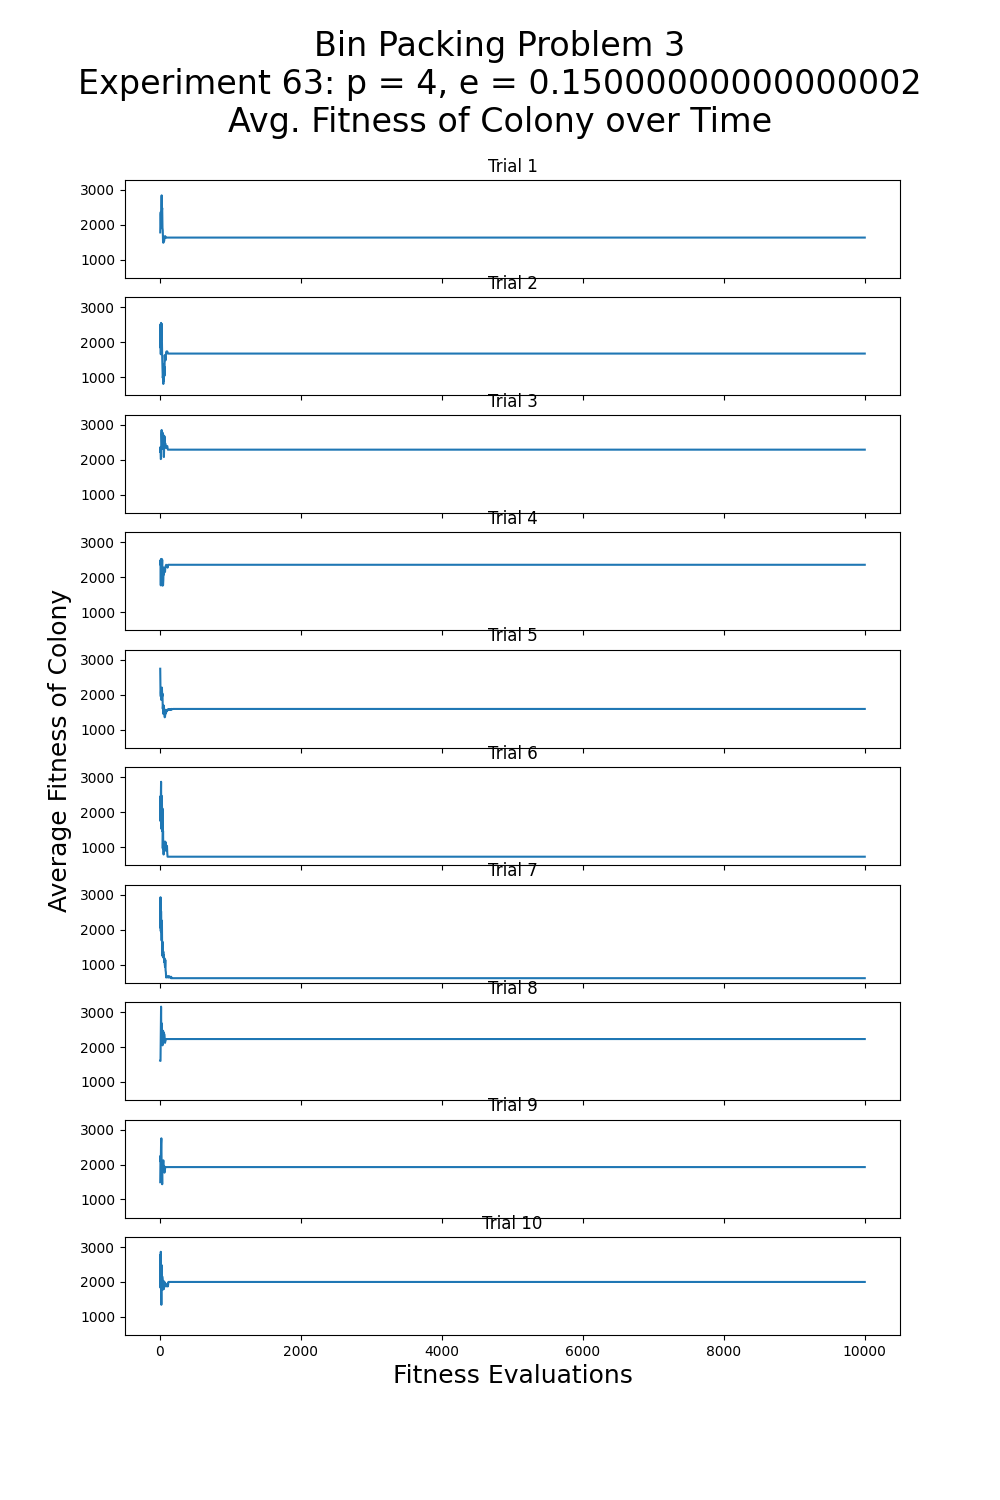 Bin Packing Problem 3
Experiment 63: p = 4, e = 0.15000000000000002
Avg. Fitness of Colony over Time
Trial 1
3000
2000
1000
Trial 2
3000
2000
1000
Trial 3
3000
2000
1000
Trial 4
3000
2000
1000
Trial 5
3000
2000
1000
Trial 6
3000
2000
1000
Trial 7
3000
2000
1000
Trial 8
3000
2000
1000
Trial 9
3000
2000
1000
Trial 10
3000
2000
1000
0 2000 4000 6000 8000 10000
Fitness Evaluations
Average Fitness of Colony